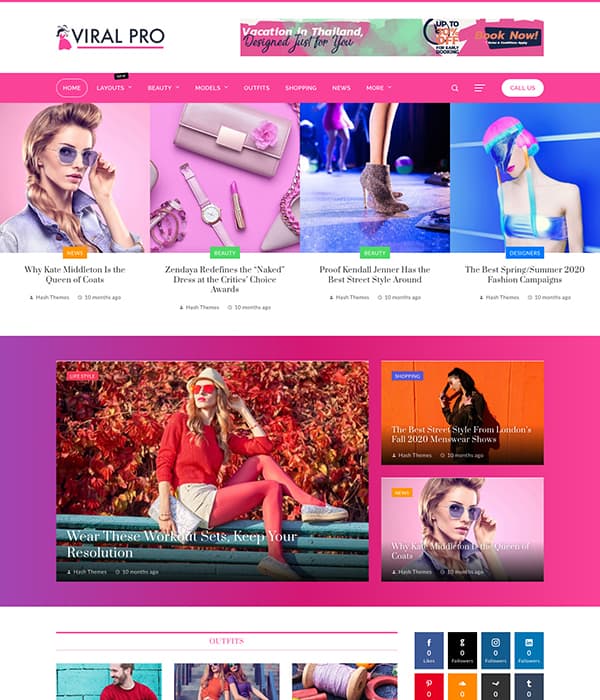 VIRAL PRO
Vacation in Thailand,
Designed Just for You
UP TO
50%
OFF
FOR EARLY
BOOKING
BOOK NOW!
*Terms & Conditions Apply
HOME
LAYOUTS
NEW
BEAUTY
MODELS
OUTFITS
SHOPPING
NEWS
MORE
CALL US
NEWS
Why Kate Middleton Is the
Queen of Coats
Hash Themes 10 months ago
BEAUTY
Zendaya Redefines the “Naked”
Dress at the Critics’ Choice
Awards
Hash Themes 10 months ago
BEAUTY
Proof Kendall Jenner Has the
Best Street Style Around
Hash Themes 10 months ago
DESIGNERS
The Best Spring/Summer 2020
Fashion Campaigns
Hash Themes 10 months ago
LIFESTYLE
Wear These Workout Sets, Keep Your
Resolution
Hash Themes 10 months ago
SHOPPING
The Best Street Style From London’s
Fall 2020 Menswear Shows
Hash Themes 10 months ago
NEWS
Why Kate Middleton Is the Queen of
Coats
Hash Themes 10 months ago
OUTFITS
0
Likes
0
Followers
0
Followers
0
Followers
0
0
0
0